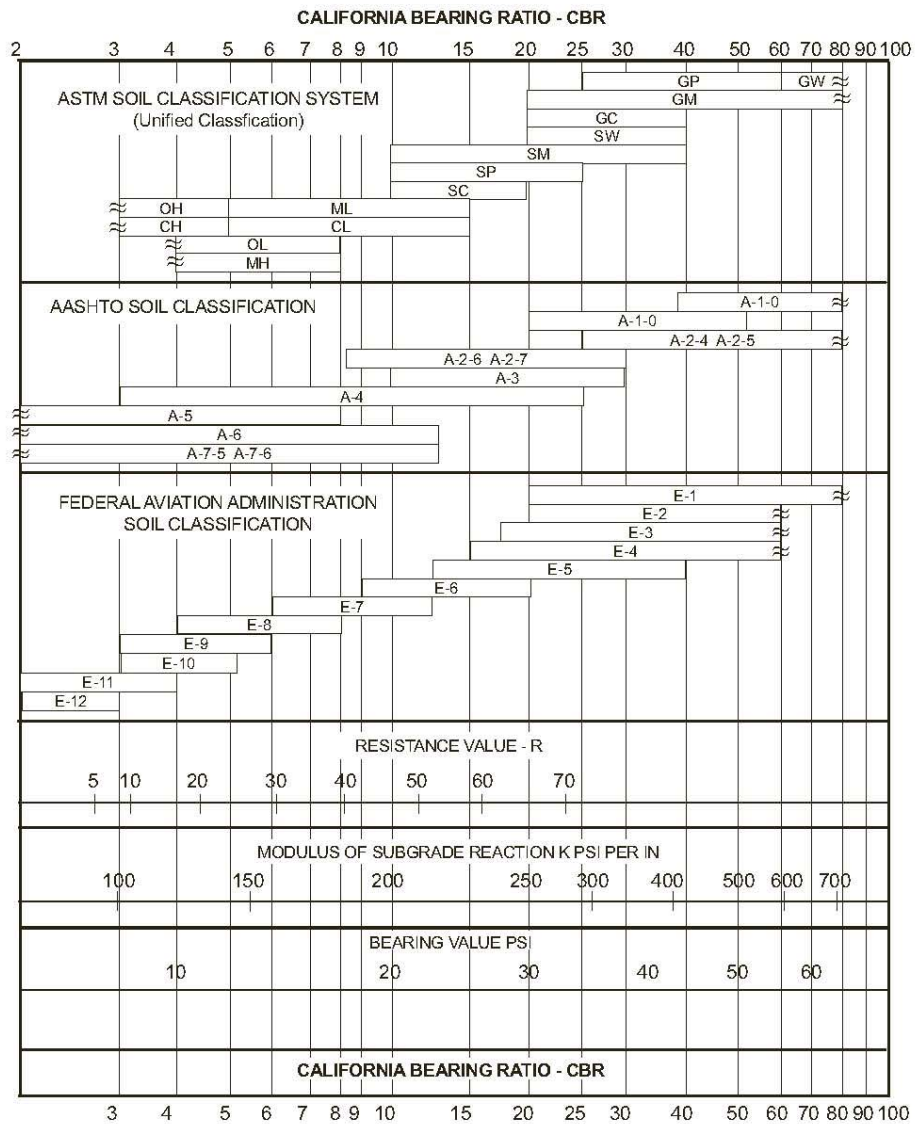 CALIFORNIA BEARING RATIO - CBR
2 3 4 5 6 7 8 9 10 15 20 25 30 40 50 60 70 80 100
ASTM SOIL CLASSIFICATION SYSTEM
(Unified Classfication)
GP GW
GM
GC
SW
SM
SP
SC
OH ML
CH CL
OL
MH
AASHTO SOIL CLASSIFICATION
A-1-0
A-1-0
A-2-4 A-2-5
A-2-6 A-2-7
A-3
A-4
A-5
A-6
A-7-5 A-7-6
FEDERAL AVIATION ADMINISTRATION
SOIL CLASSIFICATION
E-1
E-2
E-3
E-4
E-5
E-6
E-7
E-8
E-9
E-10
E-11
E-12
RESISTANCE VALUE - R
5 10 20 30 40 50 60 70
MODULUS OF SUBGRADE REACTION K PSI PER IN
100 150 200 250 300 400 500 600 700
BEARING VALUE PSI
10 20 30 40 50 60
CALIFORNIA BEARING RATIO - CBR
3 4 5 6 7 8 9 10 15 20 25 30 40 50 60 70 80 90 100